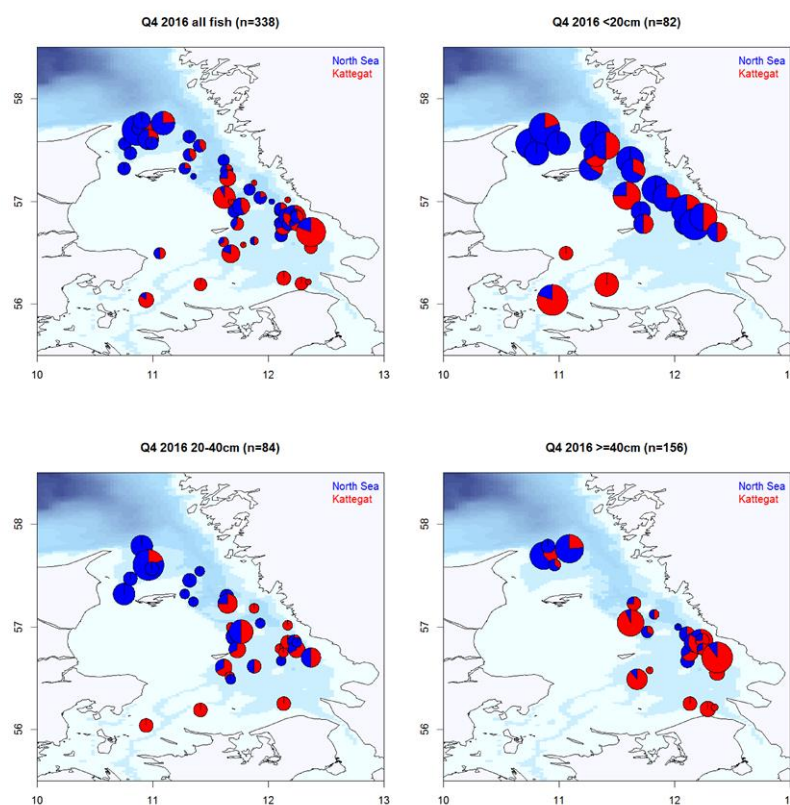 Q4 2016 all fish (n=338)
North Sea
Kattegat
58
57
56
10
11
12
13
Q4 2016 <20cm (n=82)
North Sea
Kattegat
58
57
56
10
11
12
13
Q4 2016 20-40cm (n=84)
North Sea
Kattegat
58
57
56
10
11
12
13
Q4 2016 >=40cm (n=156)
North Sea
Kattegat
58
57
56
10
11
12
13